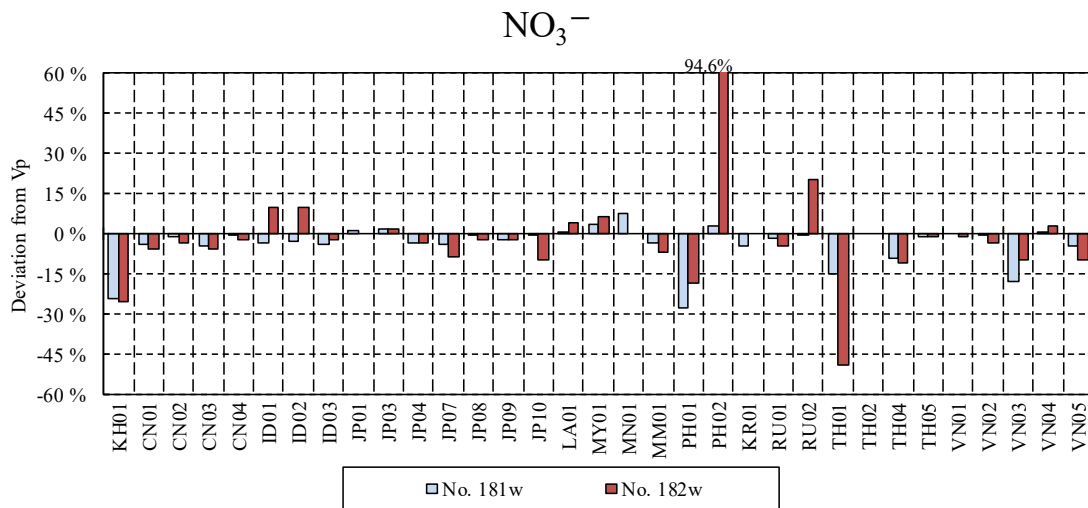 NO₃⁻
94.6%
60 %
45 %
30 %
15 %
0 %
-15 %
-30 %
-45 %
-60 %
Deviation from Vp
KH01
CN01
CN02
CN03
CN04
ID01
ID02
ID03
JP01
JP03
JP04
JP07
JP08
JP09
JP10
LA01
MY01
MN01
MM01
PH01
PH02
KR01
RU01
RU02
TH01
TH02
TH04
TH05
VN01
VN02
VN03
VN04
VN05
No. 181w
No. 182w